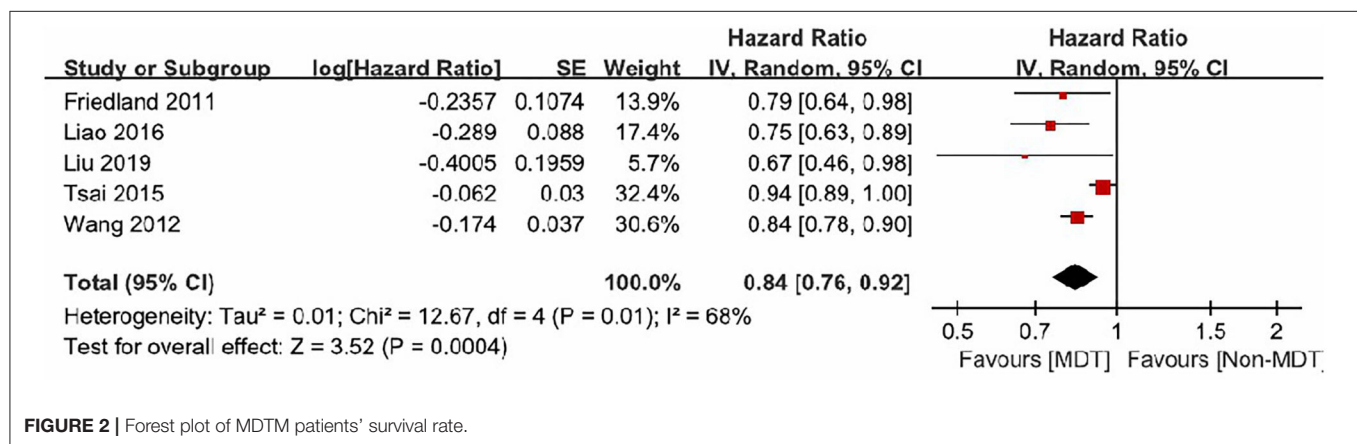 Hazard Ratio Hazard Ratio
Study or Subgroup log[Hazard Ratio] SE Weight IV, Random, 95% CI IV, Random, 95% CI
Friedland 2011 -0.2357 0.1074 13.9% 0.79 [0.64, 0.98]
Liao 2016 -0.289 0.088 17.4% 0.75 [0.63, 0.89]
Liu 2019 -0.4005 0.1959 5.7% 0.67 [0.46, 0.98]
Tsai 2015 -0.062 0.03 32.4% 0.94 [0.89, 1.00]
Wang 2012 -0.174 0.037 30.6% 0.84 [0.78, 0.90]
Total (95% CI) 100.0% 0.84 [0.76, 0.92]
Heterogeneity: Tau² = 0.01; Chi² = 12.67, df = 4 (P = 0.01); I² = 68%
Test for overall effect: Z = 3.52 (P = 0.0004)
0.5 0.7 1 1.5 2
Favours [MDT] Favours [Non-MDT]
FIGURE 2 | Forest plot of MDTM patients' survival rate.